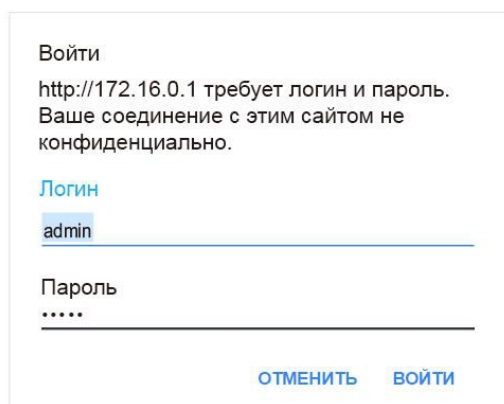 Войти
http://172.16.0.1 требует логин и пароль.
Ваше соединение с этим сайтом не
конфиденциально.
Логин
admin
Пароль
•••••
ОТМЕНИТЬ ВОЙТИ